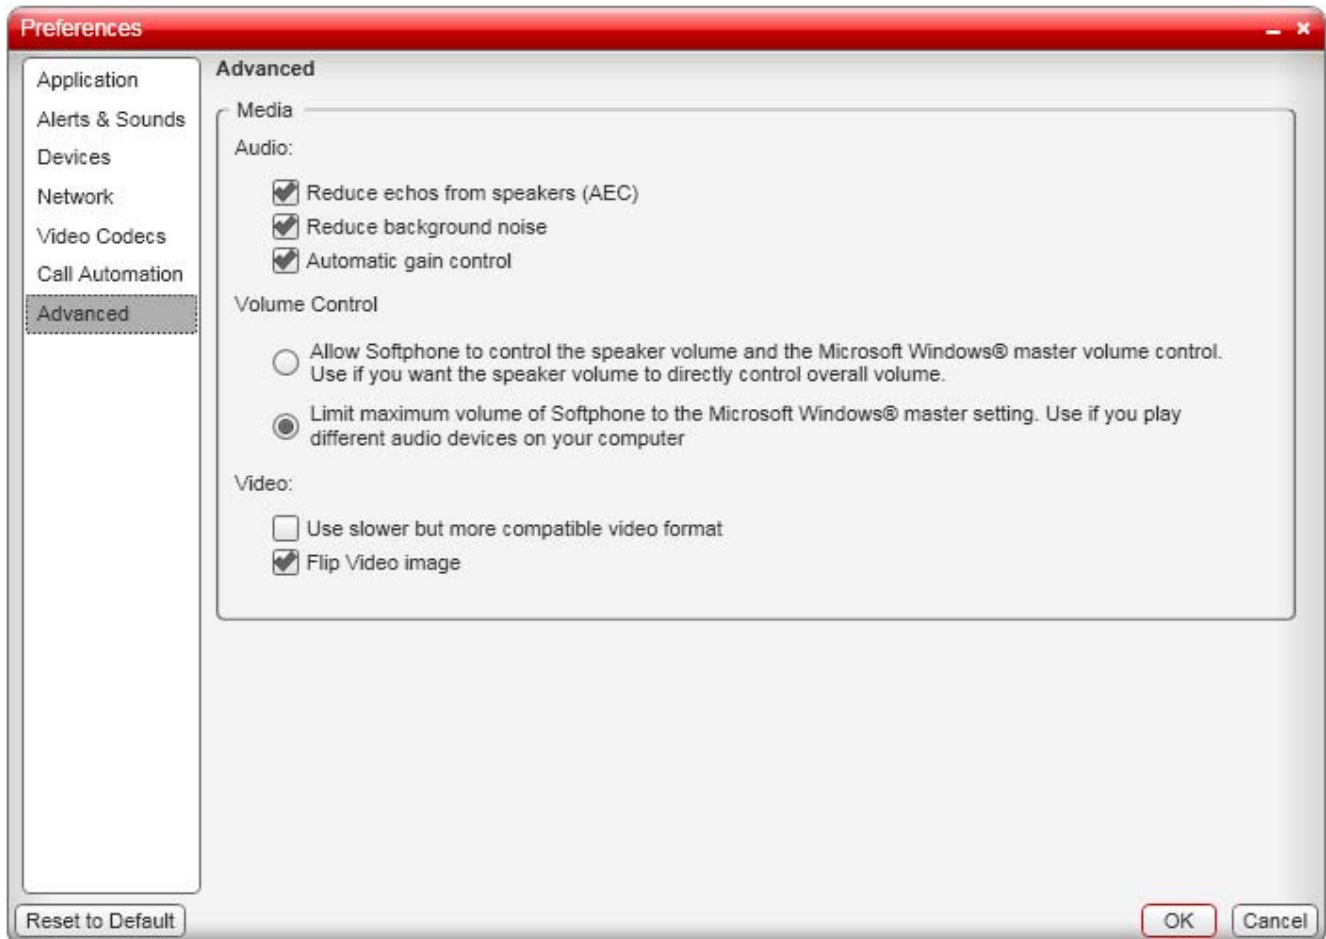 Preferences
Application
Alerts & Sounds
Devices
Network
Video Codecs
Call Automation
Advanced
Advanced
Media
Audio:
Reduce echos from speakers (AEC)
Reduce background noise
Automatic gain control
Volume Control
Allow Softphone to control the speaker volume and the Microsoft Windows® master volume control.
Use if you want the speaker volume to directly control overall volume.
Limit maximum volume of Softphone to the Microsoft Windows® master setting. Use if you play
different audio devices on your computer
Video:
Use slower but more compatible video format
Flip Video image
Reset to Default
OK
Cancel